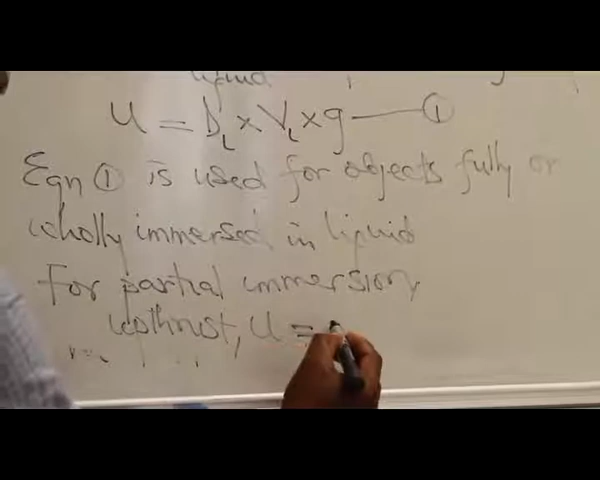 liquid
U = D_L × V_L × g — ①
Eqn ① is used for objects fully or
wholly immersed in liquid
For partial immersion,
upthrust, U =